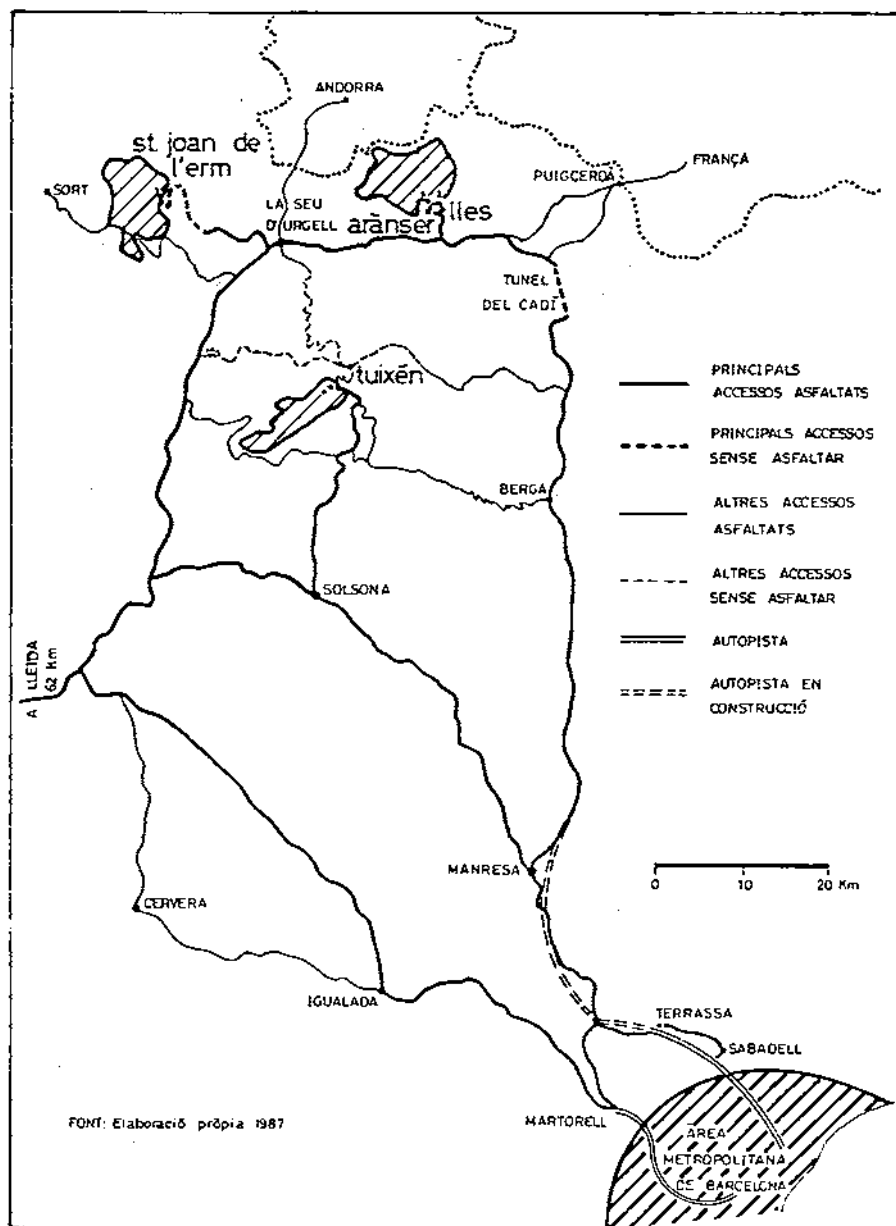 ANDORRA
st joan de
l'erm
SORT
FRANÇA
PUIGCERDÀ
LA SEU
D'URGELL
lles
arànser
TUNEL
DEL CADÍ
tuixén
BERGA
SOLSONA
A LLEIDA
62 Km
MANRESA
CERVERA
IGUALADA
TERRASSA
SABADELL
MARTORELL
ÀREA
METROPOLITANA
DE BARCELONA
PRINCIPALS
ACCESSOS ASFALTATS
PRINCIPALS ACCESSOS
SENSE ASFALTAR
ALTRES ACCESSOS
ASFALTATS
ALTRES ACCESSOS
SENSE ASFALTAR
AUTOPISTA
AUTOPISTA EN
CONSTRUCCIÓ
0 10 20 Km
FONT: Elaboració pròpia 1987